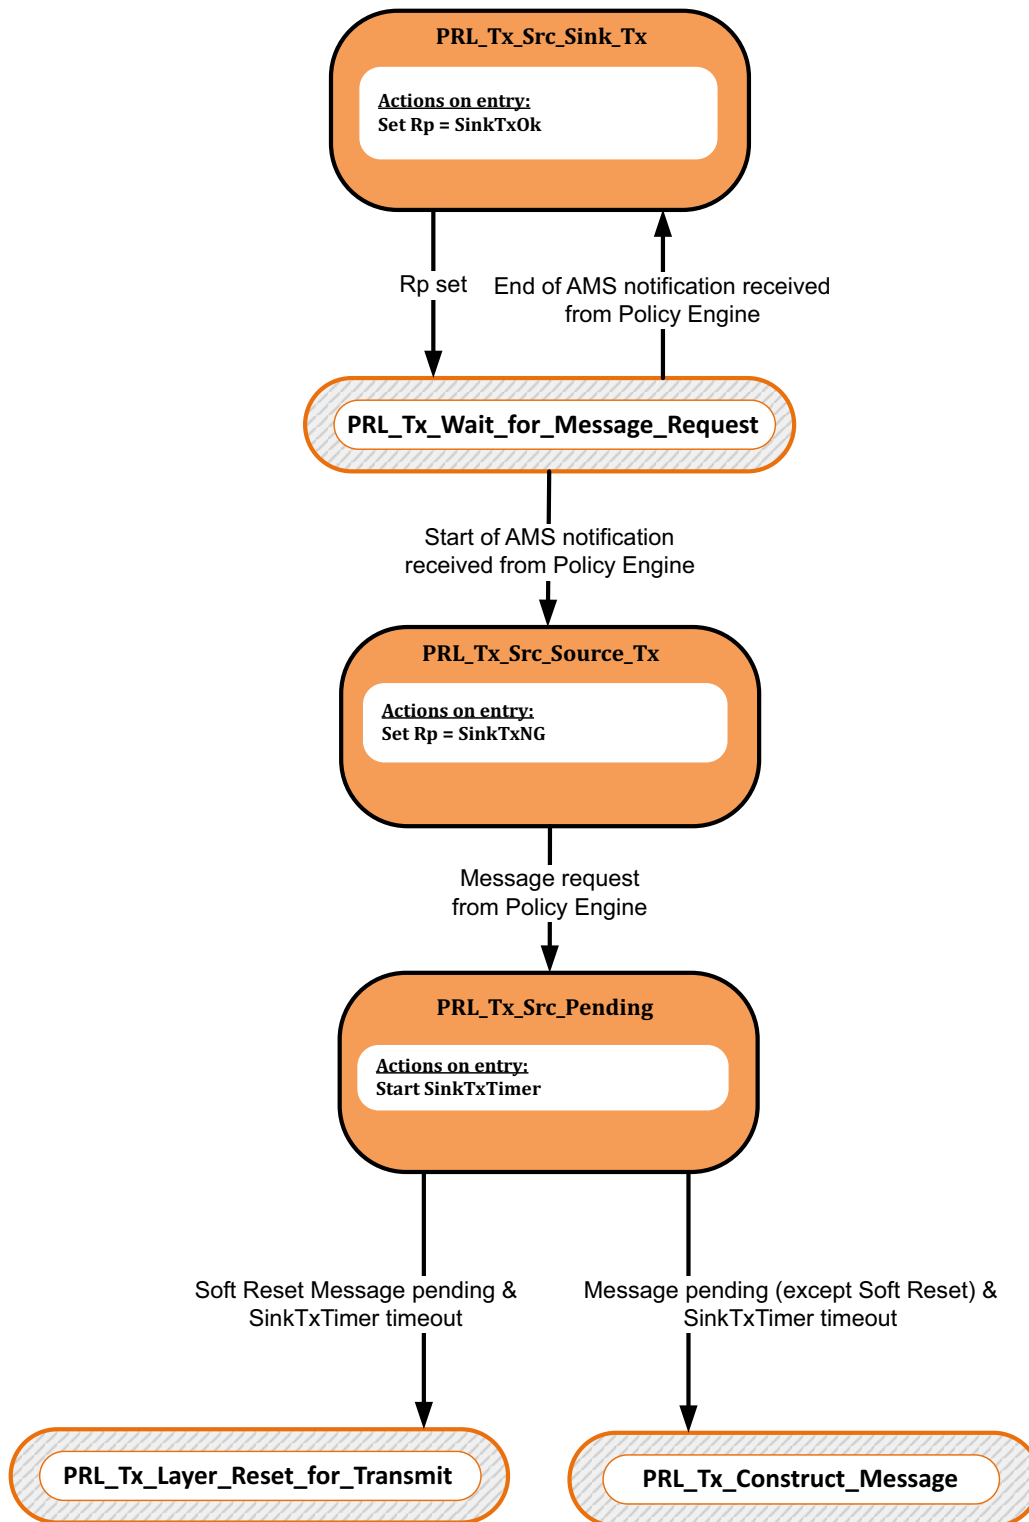 PRL_Tx_Src_Sink_Tx
Actions on entry:
Set Rp = SinkTxOk
Rp set
End of AMS notification received
from Policy Engine
PRL_Tx_Wait_for_Message_Request
Start of AMS notification
received from Policy Engine
PRL_Tx_Src_Source_Tx
Actions on entry:
Set Rp = SinkTxNG
Message request
from Policy Engine
PRL_Tx_Src_Pending
Actions on entry:
Start SinkTxTimer
Soft Reset Message pending &
SinkTxTimer timeout
Message pending (except Soft Reset) &
SinkTxTimer timeout
PRL_Tx_Layer_Reset_for_Transmit
PRL_Tx_Construct_Message